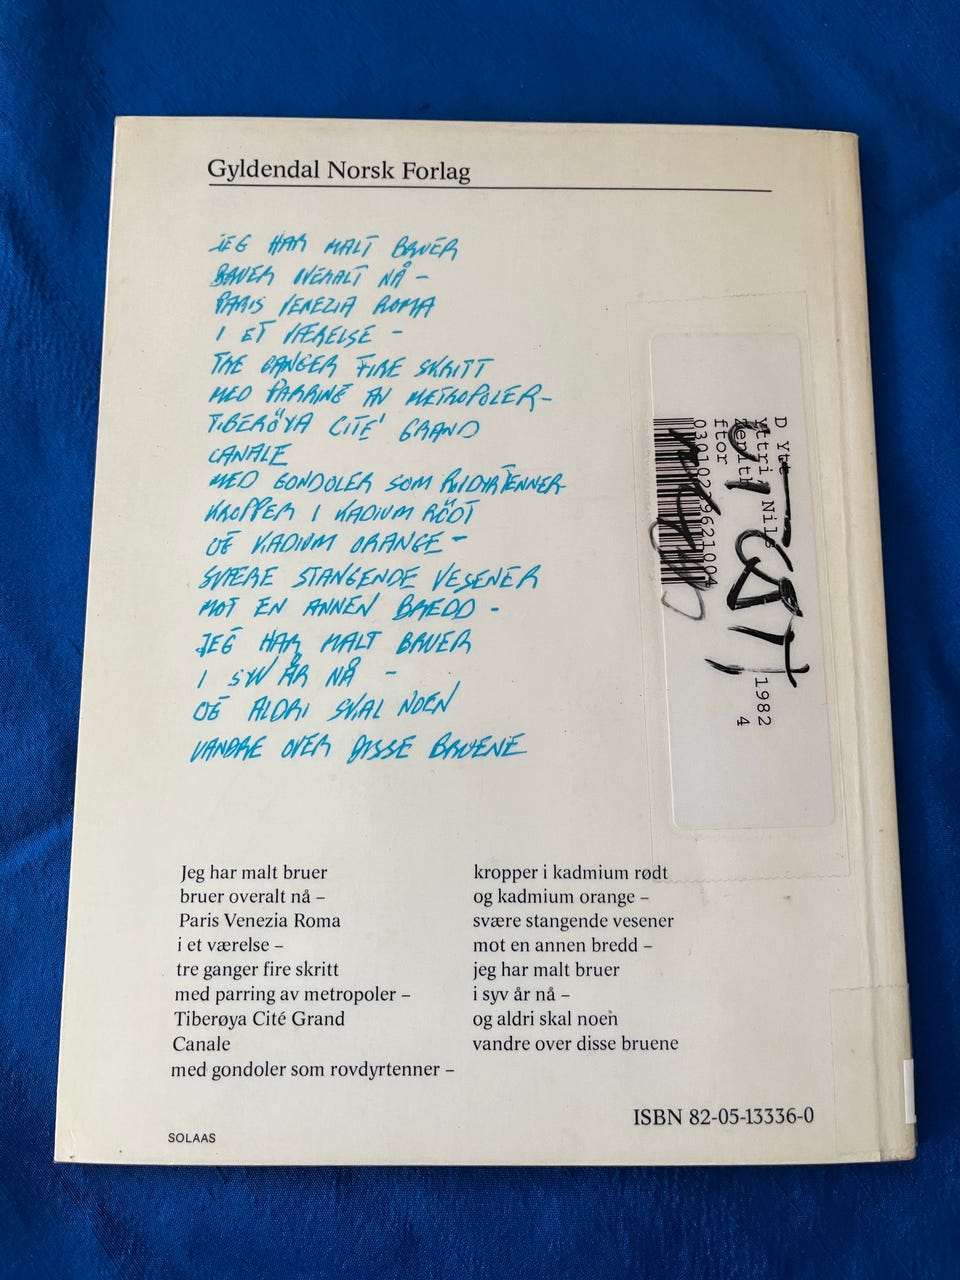 Gyldendal Norsk Forlag
JEG HAR MALT BRUER
BRUER OVERALT NÅ –
PARIS VENEZIA ROMA
I ET VÆRELSE –
TRE GANGER FIRE SKRITT
MED PARRING AV METROPOLER –
TIBERÖYA CITÉ GRAND
CANALE
MED GONDOLER SOM ROVDYRTENNER
KROPPER I KADIUM RÖDT
OG KADIUM ORANGE –
SVÆRE STANGENDE VESENER
MOT EN ANNEN BREDD –
JEG HAR MALT BRUER
I SYV ÅR NÅ –
OG ALDRI SKAL NOEN
VANDRE OVER DISSE BRUENE
D Ytt
Yttri, Nils
Zenith
ftor
1982
4
Jeg har malt bruer
bruer overalt nå –
Paris Venezia Roma
i et værelse –
tre ganger fire skritt
med parring av metropoler –
Tiberøya Cité Grand
Canale
med gondoler som rovdyrtenner –
kropper i kadmium rødt
og kadmium orange –
svære stangende vesener
mot en annen bredd –
jeg har malt bruer
i syv år nå –
og aldri skal noen
vandre over disse bruene
ISBN 82-05-13336-0
SOLAAS